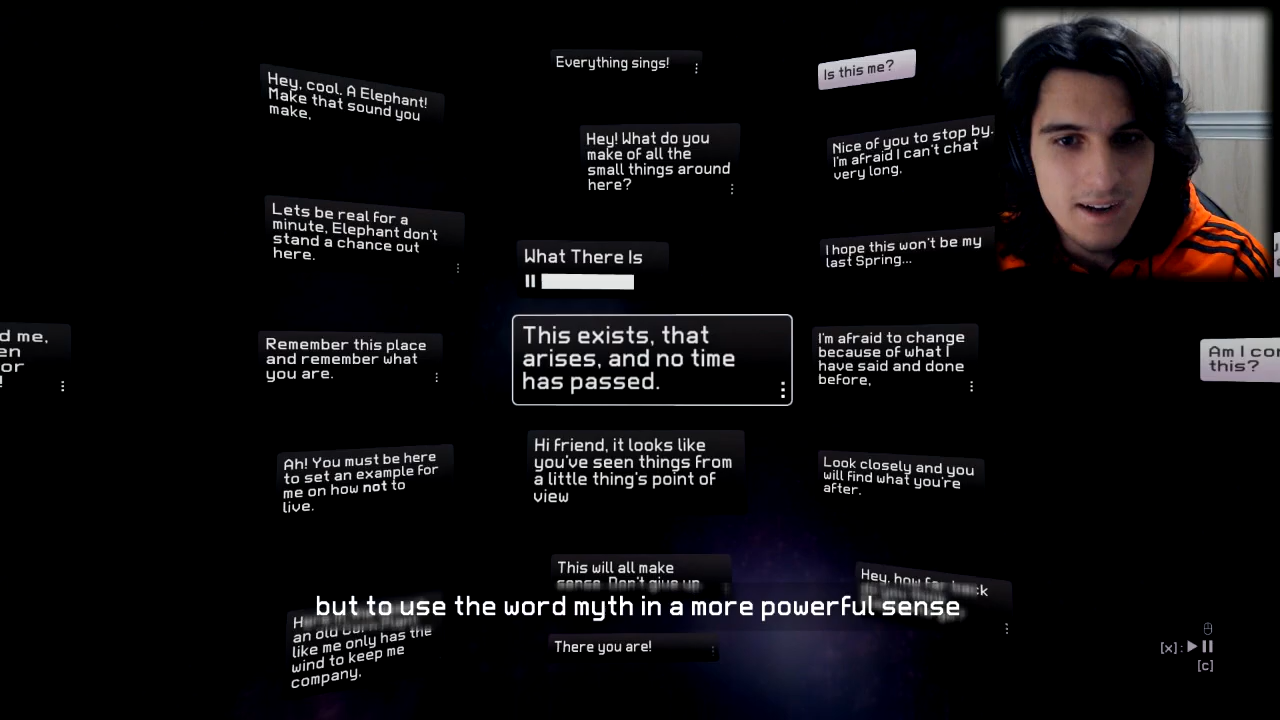 Everything sings!
Is this me?
Hey, cool. A Elephant!
Make that sound you
make.
Hey! What do you
make of all the
small things around
here?
Nice of you to stop by.
I'm afraid I can't chat
very long.
Lets be real for a
minute, Elephant don't
stand a chance out
here.
What There Is
I hope this won't be my
last Spring...
d me,
en
or
!
Remember this place
and remember what
you are.
This exists, that
arises, and no time
has passed.
I'm afraid to change
because of what I
have said and done
before,
Am I co
this?
Ah! You must be here
to set an example for
me on how not to
live.
Hi friend, it looks like
you've seen things from
a little thing's point of
view
Look closely and you
will find what you're
after.
This will all make
sense. Don't give up
Hey, how far back
but to use the word myth in a more powerful sense
an old
like me only has the
wind to keep me
company.
There you are!
[x]:
[c]